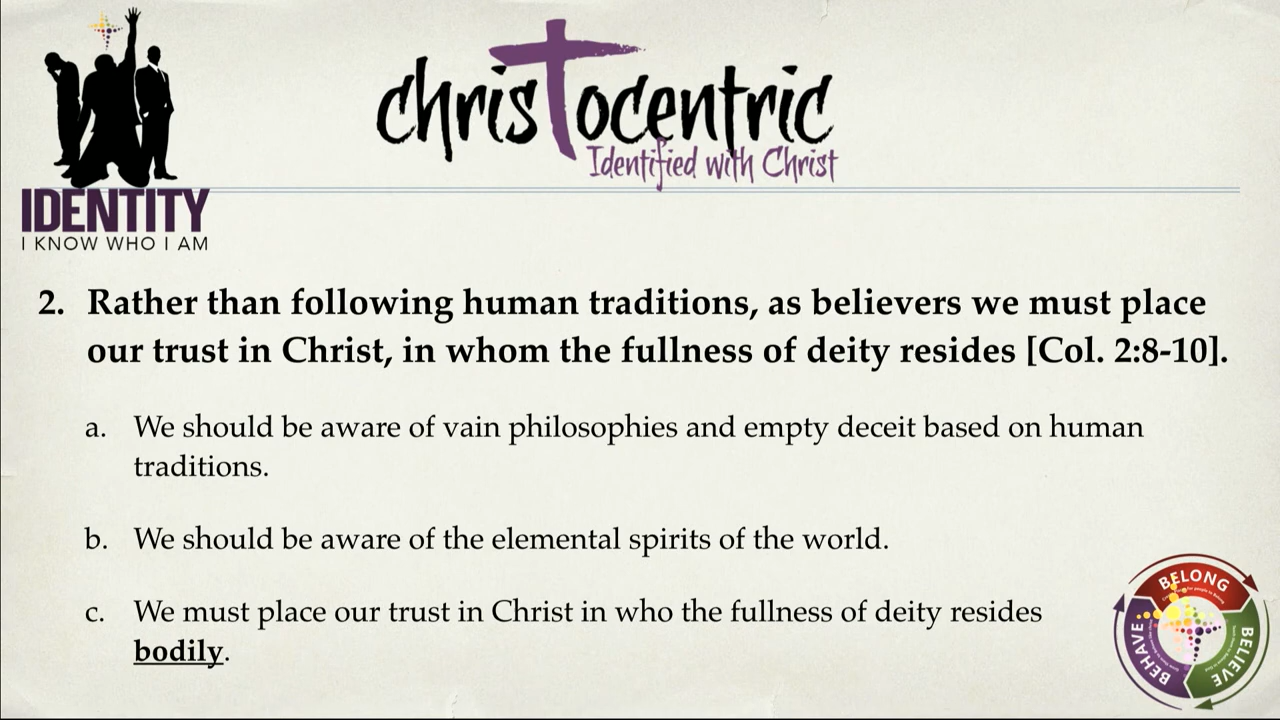 chrisTocentric
Identified with Christ
IDENTITY
I KNOW WHO I AM
2. Rather than following human traditions, as believers we must place
our trust in Christ, in whom the fullness of deity resides [Col. 2:8-10].
a. We should be aware of vain philosophies and empty deceit based on human
traditions.
b. We should be aware of the elemental spirits of the world.
c. We must place our trust in Christ in who the fullness of deity resides
bodily.
BELONG
BELIEVE
BEHAVE